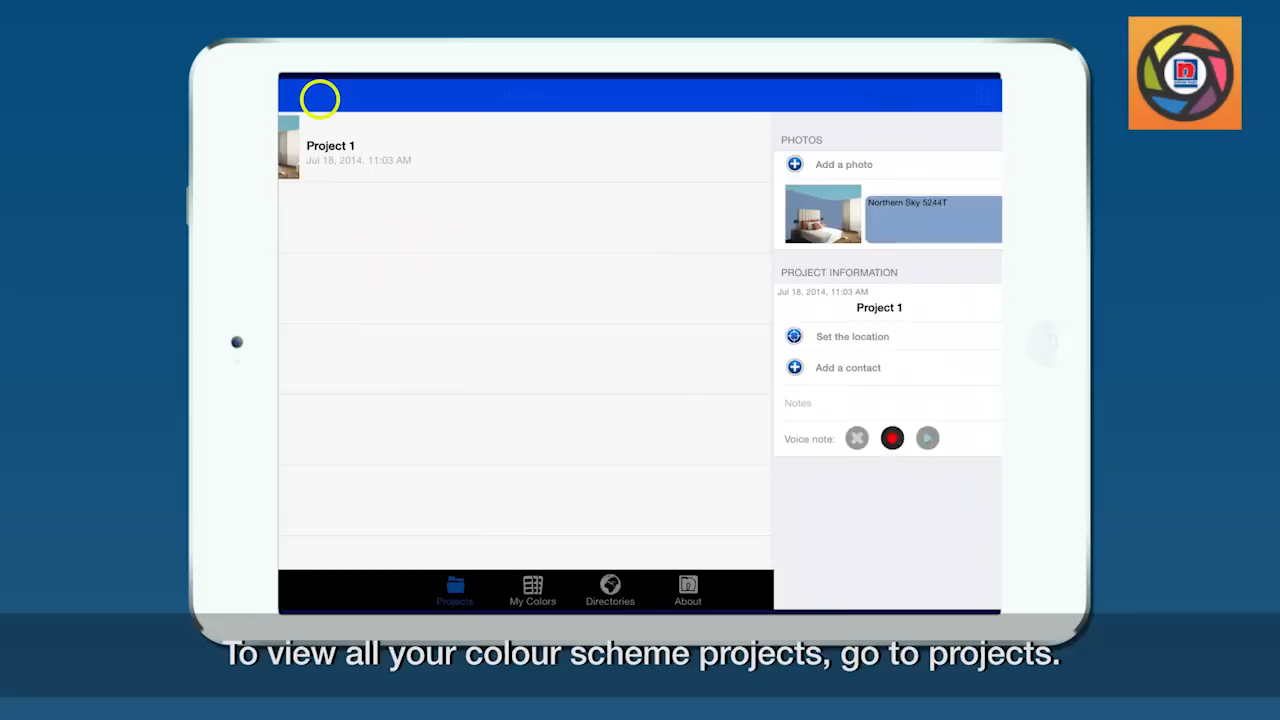 Project 1
Jul 18, 2014, 11:03 AM
PHOTOS
Add a photo
Northern Sky 5244T
PROJECT INFORMATION
Jul 18, 2014, 11:03 AM
Project 1
Set the location
Add a contact
Notes
Voice note:
Projects
My Colors
Directories
About
To view all your colour scheme projects, go to projects.